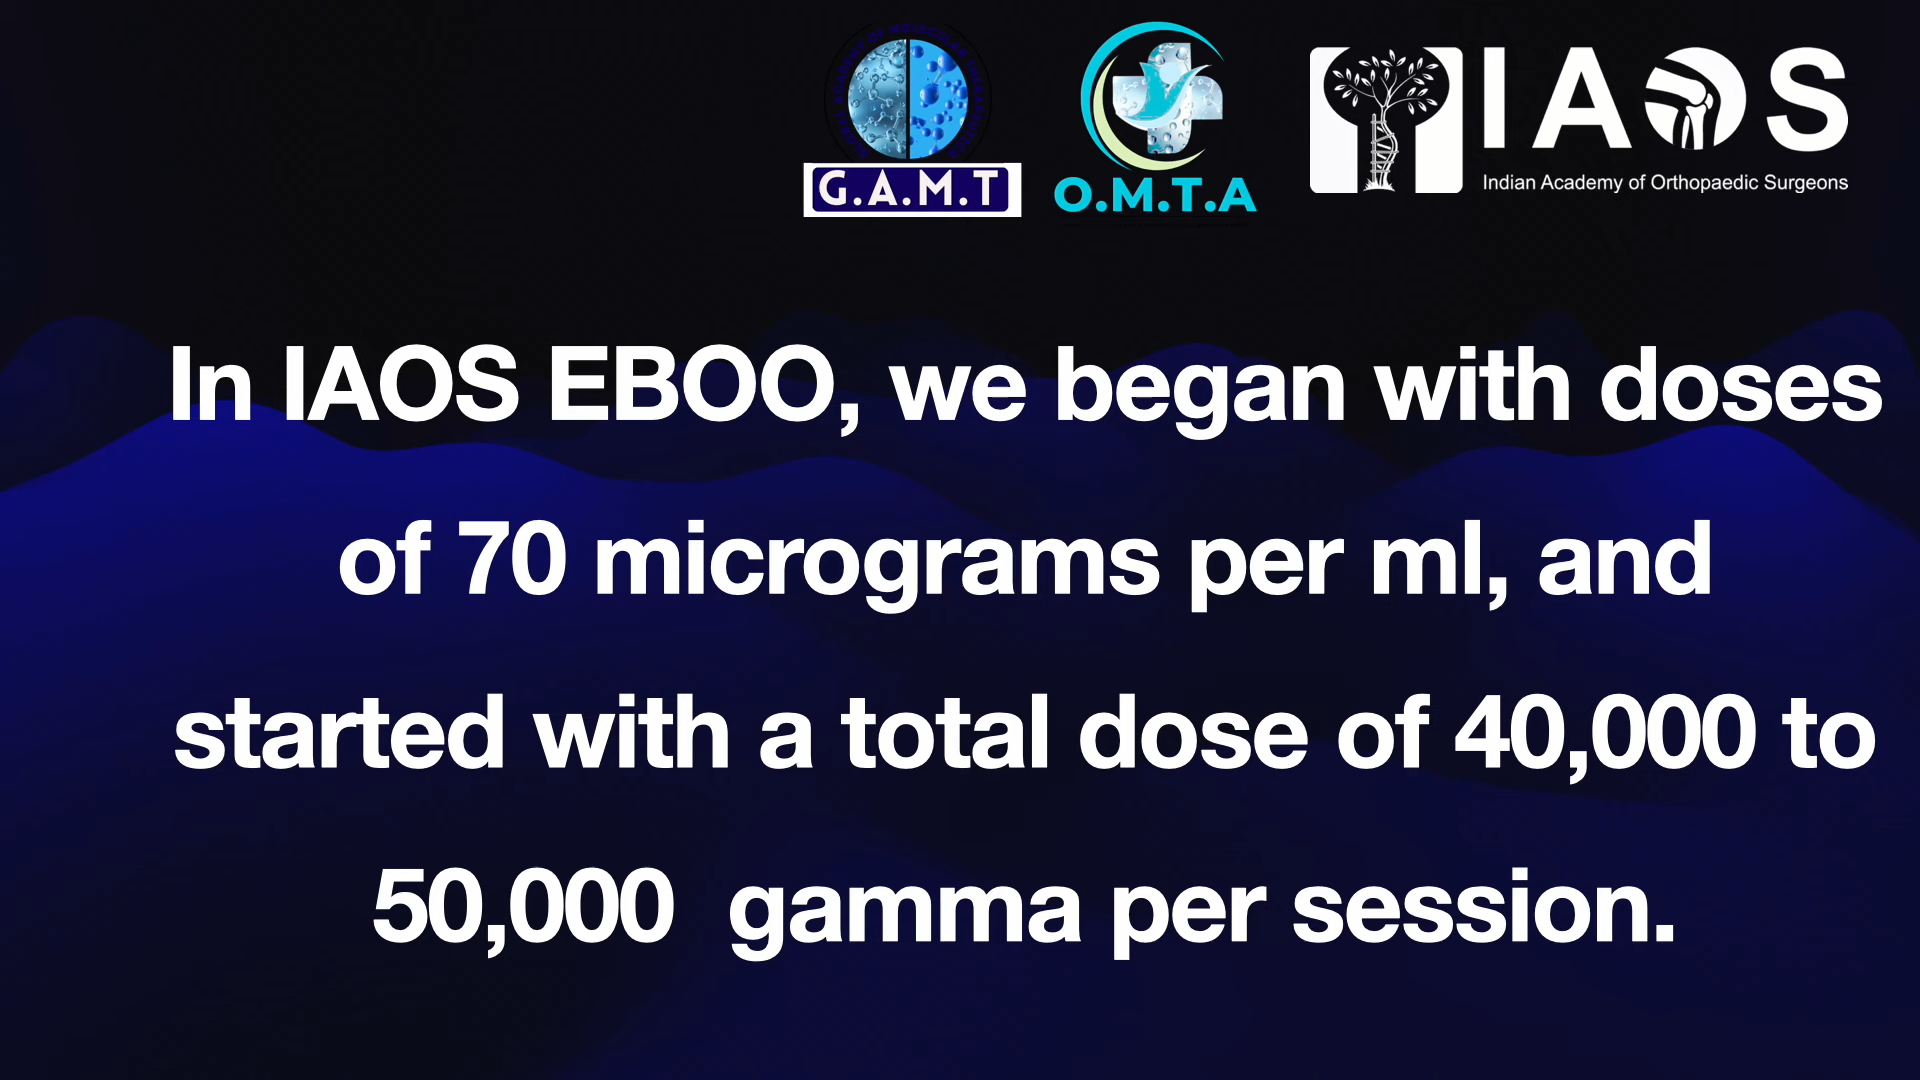 G.A.M.T
O.M.T.A
IAOS
Indian Academy of Orthopaedic Surgeons
In IAOS EBOO, we began with doses
of 70 micrograms per ml, and
started with a total dose of 40,000 to
50,000 gamma per session.